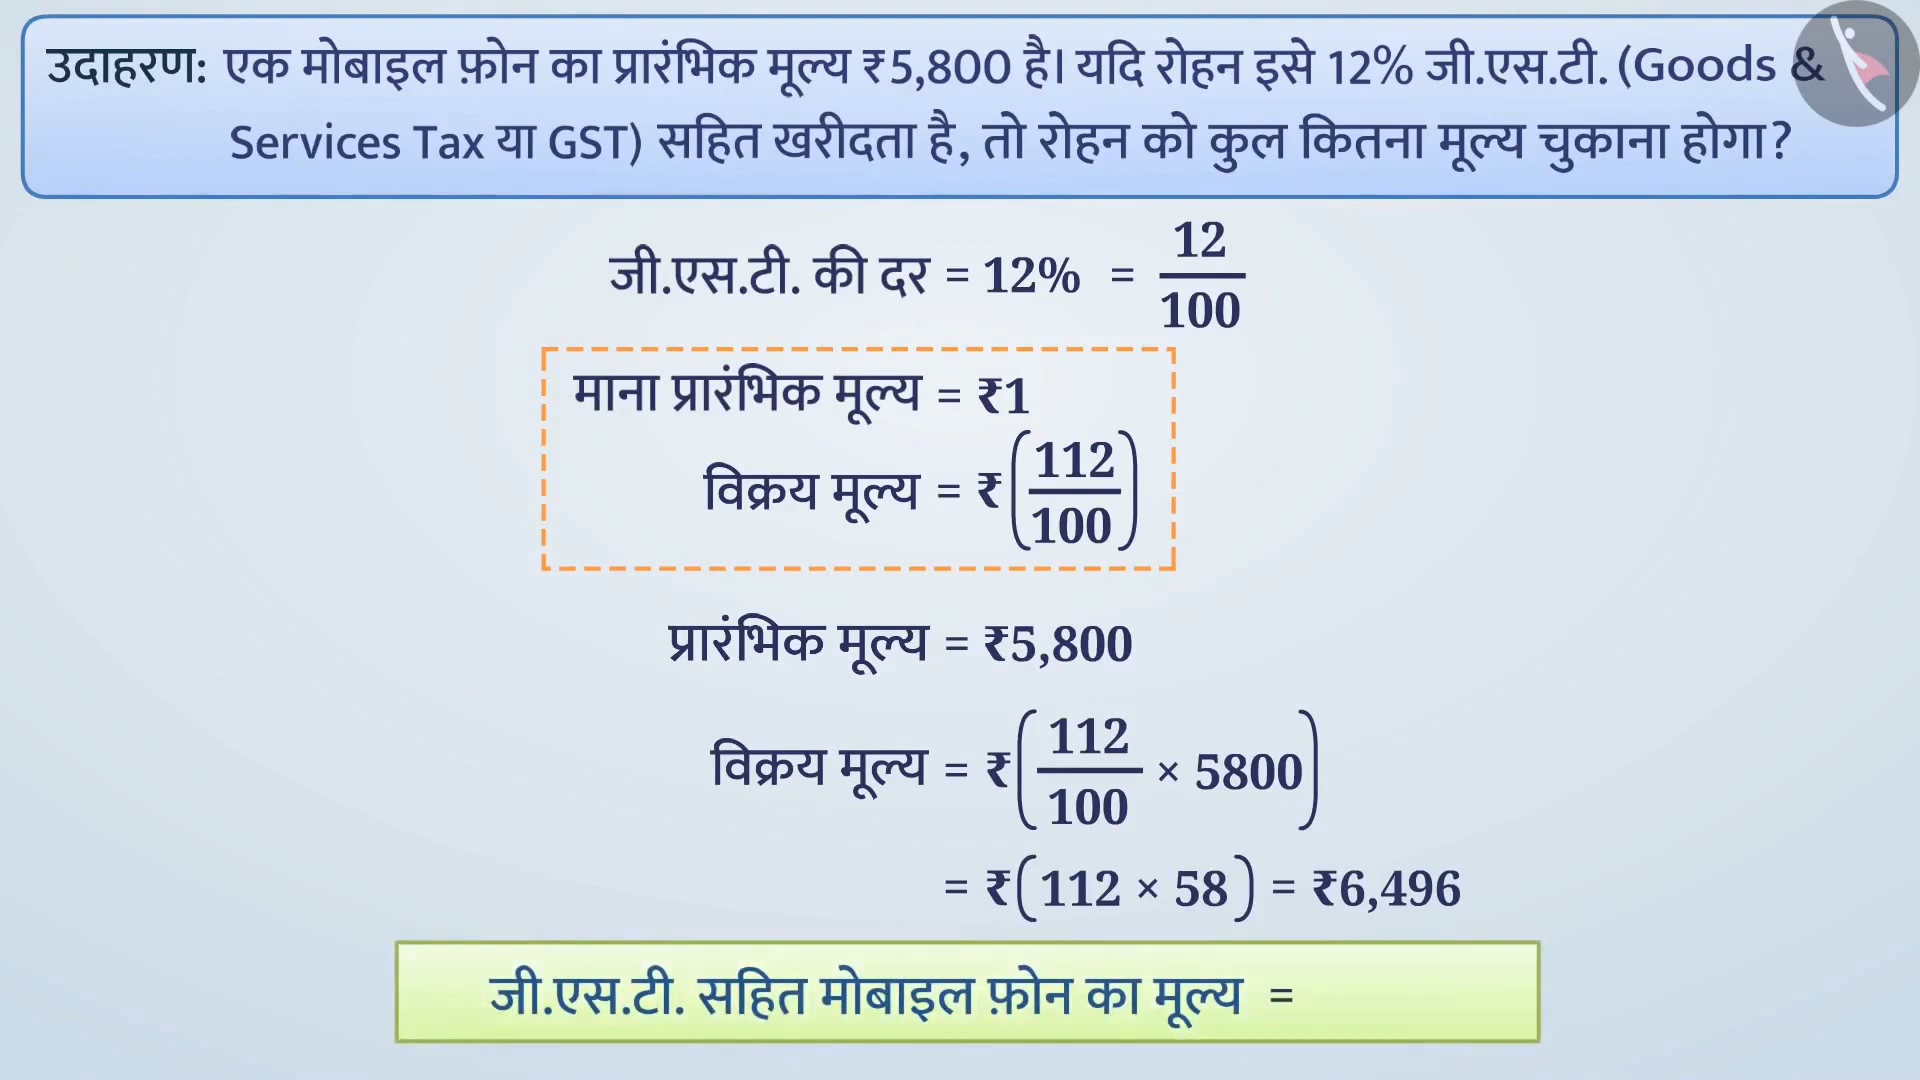 उदाहरण: एक मोबाइल फ़ोन का प्रारंभिक मूल्य ₹5,800 है। यदि रोहन इसे 12% जी.एस.टी. (Goods &
Services Tax या GST) सहित खरीदता है, तो रोहन को कुल कितना मूल्य चुकाना होगा?
जी.एस.टी. की दर = 12% = 12/100
माना प्रारंभिक मूल्य = ₹1
विक्रय मूल्य = ₹(112/100)
प्रारंभिक मूल्य = ₹5,800
विक्रय मूल्य = ₹(112/100 × 5800)
= ₹(112 × 58) = ₹6,496
जी.एस.टी. सहित मोबाइल फ़ोन का मूल्य =